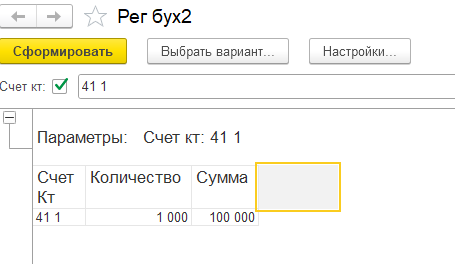 Рег бух2
Сформировать Выбрать вариант... Настройки...
Счет кт: 41 1
Параметры: Счет кт: 41 1
Счет Кт Количество Сумма
41 1 1 000 100 000